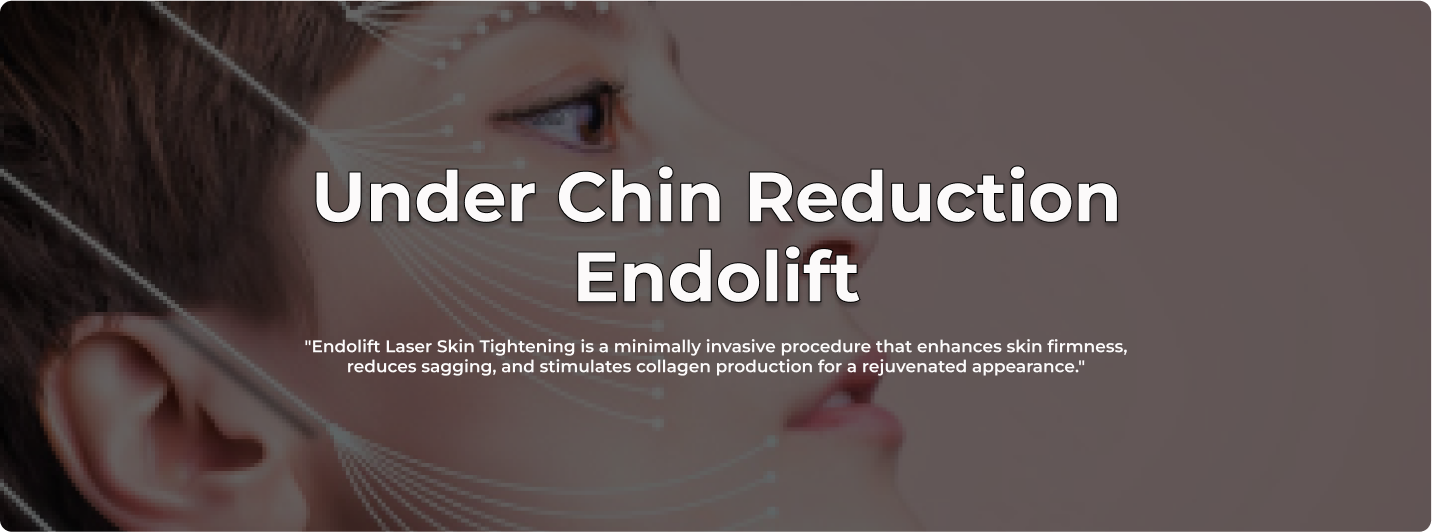 Under Chin Reduction
Endolift
"Endolift Laser Skin Tightening is a minimally invasive procedure that enhances skin firmness,
reduces sagging, and stimulates collagen production for a rejuvenated appearance."